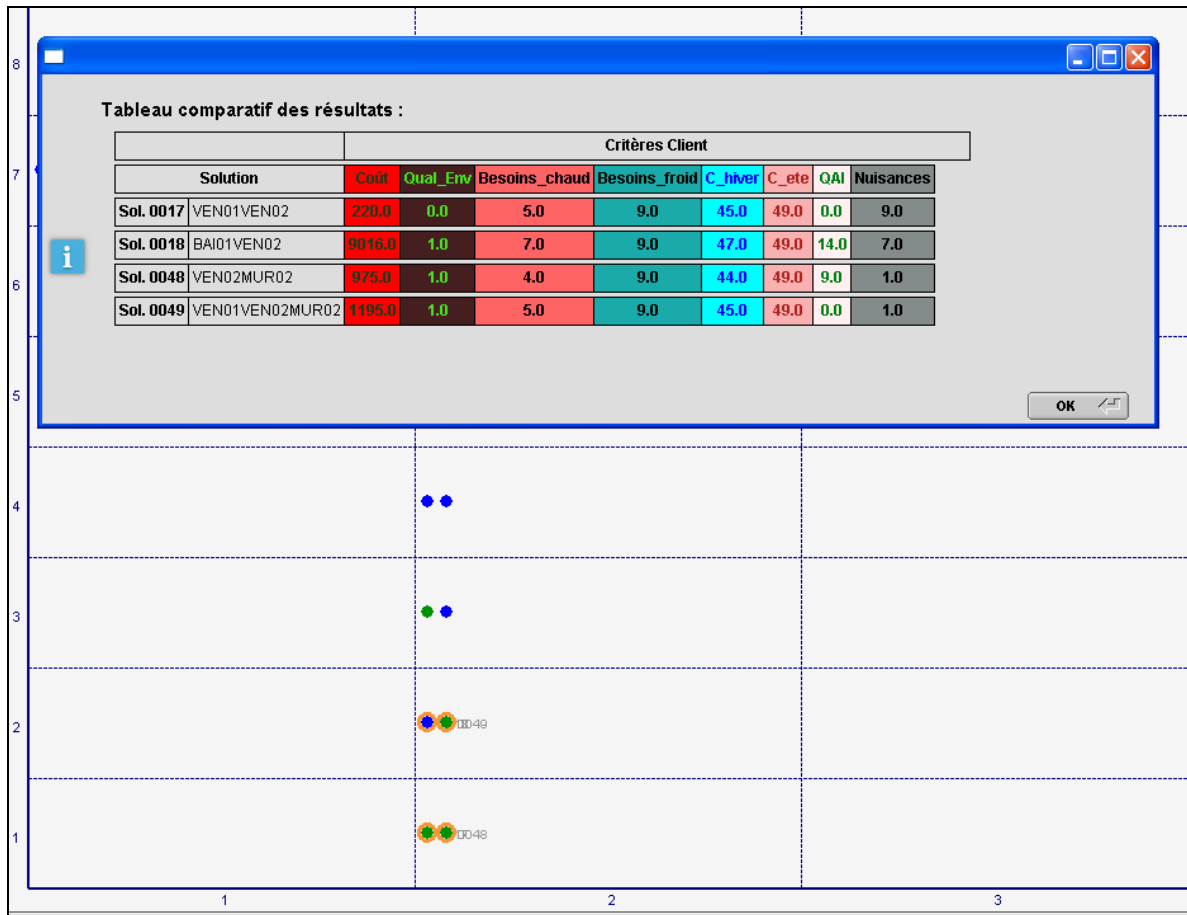 8
Tableau comparatif des résultats :
Critères Client
7
Solution Coût Qual_Env Besoins_chaud Besoins_froid C_hiver C_ete QAI Nuisances
Sol. 0017 VEN01VEN02 220.0 0.0 5.0 9.0 45.0 49.0 0.0 9.0
Sol. 0018 BAI01VEN02 9016.0 1.0 7.0 9.0 47.0 49.0 14.0 7.0
i
Sol. 0048 VEN02MUR02 975.0 1.0 4.0 9.0 44.0 49.0 9.0 1.0
6
Sol. 0049 VEN01VEN02MUR02 1195.0 1.0 5.0 9.0 45.0 49.0 0.0 1.0
5
OK
4
3
2
1
1 2 3